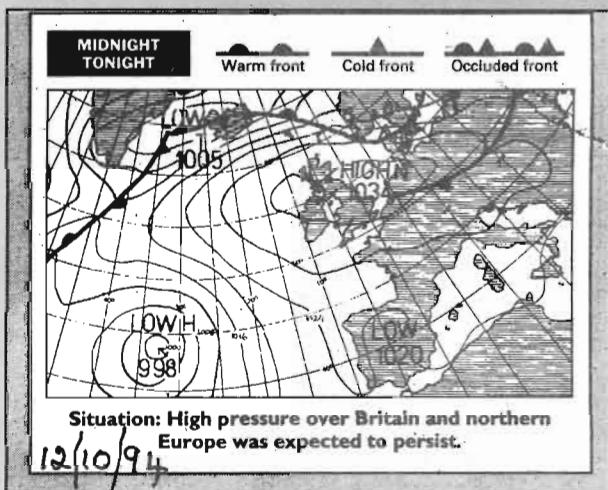 MIDNIGHT
TONIGHT
Warm front
Cold front
Occluded front
LOW
1005
HIGH
LOW H
998
LOW
1020
1016
Situation: High pressure over Britain and northern
Europe was expected to persist.
12/10/94